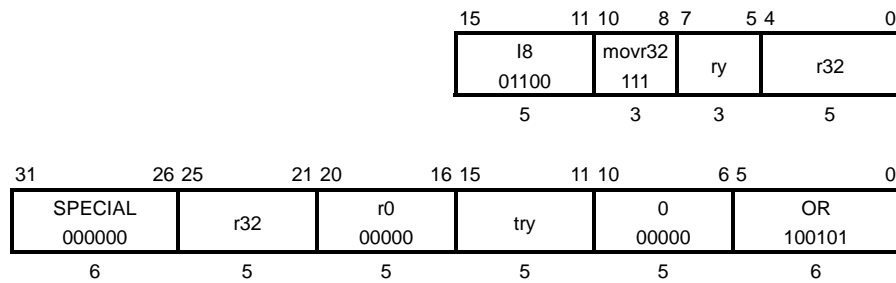 15 11 10 8 7 5 4 0
I8 movr32 ry r32
01100 111
5 3 3 5
31 26 25 21 20 16 15 11 10 6 5 0
SPECIAL r32 r0 try 0 OR
000000 00000 00000 100101
6 5 5 5 5 6